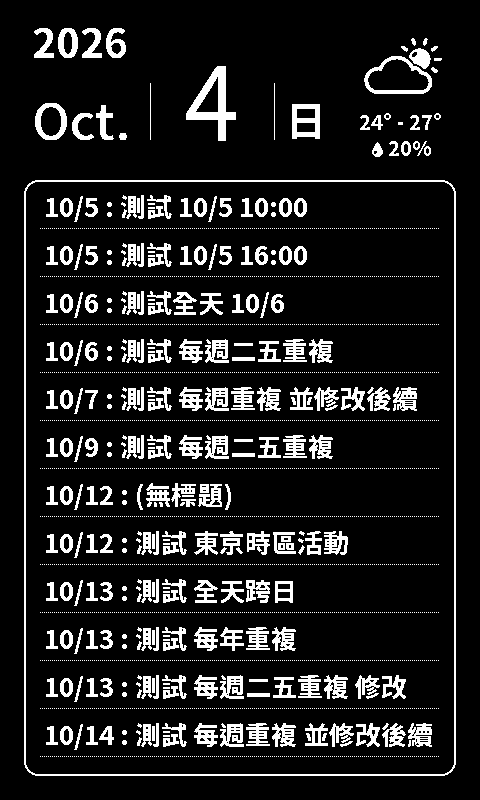 2026
Oct. 4 日
24° - 27°
20%
10/5 : 測試 10/5 10:00
10/5 : 測試 10/5 16:00
10/6 : 測試全天 10/6
10/6 : 測試 每週二五重複
10/7 : 測試 每週重複 並修改後續
10/9 : 測試 每週二五重複
10/12 : (無標題)
10/12 : 測試 東京時區活動
10/13 : 測試 全天跨日
10/13 : 測試 每年重複
10/13 : 測試 每週二五重複 修改
10/14 : 測試 每週重複 並修改後續